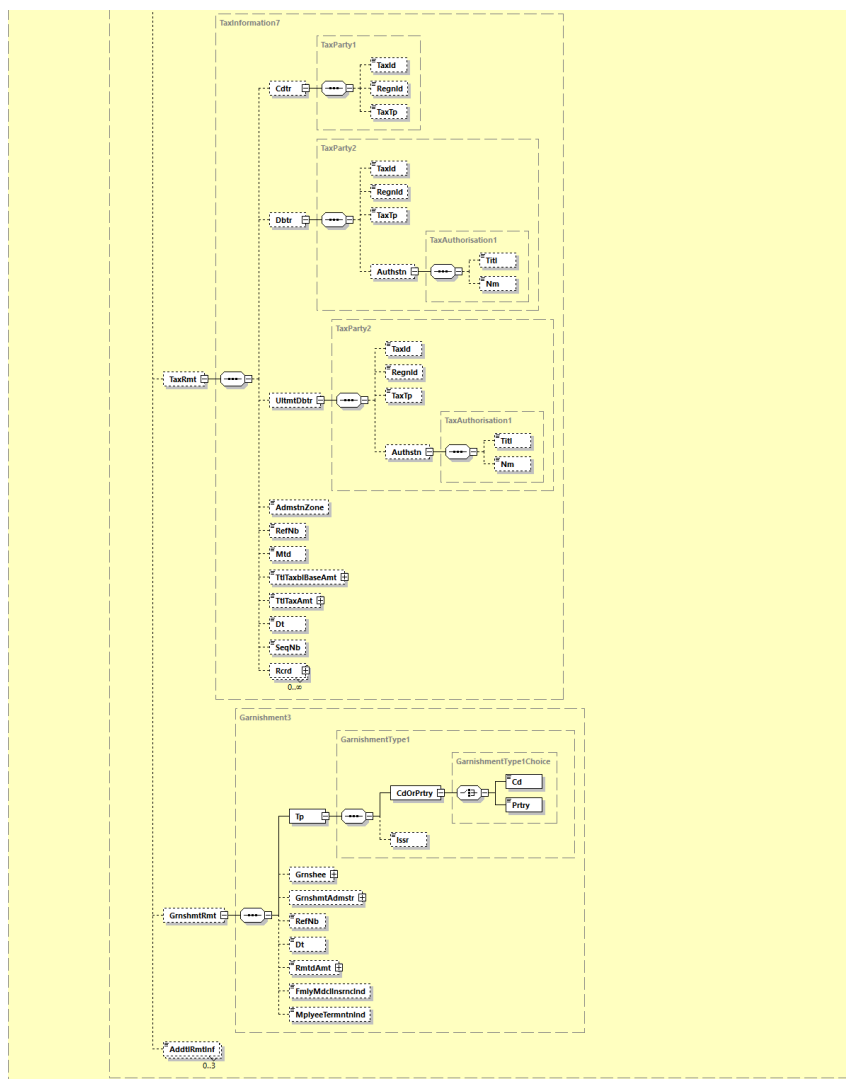 TaxInformation7
TaxParty1
TaxId
Cdtr
RegnId
TaxTp
TaxParty2
TaxId
RegnId
Dbtr
TaxTp
TaxAuthorisation1
Titl
Authstn
Nm
TaxParty2
TaxId
RegnId
TaxRmt
UltmtDbtr
TaxTp
TaxAuthorisation1
Titl
Authstn
Nm
AdmstnZone
RefNb
Mtd
TtlTaxblBaseAmt
TtlTaxAmt
Dt
SeqNb
Rcrd
0..∞
Garnishment3
GarnishmentType1
GarnishmentType1Choice
Cd
CdOrPrtry
Prtry
Tp
Issr
Grnshee
GrnshmtAdmstr
GrnshmtRmt
RefNb
Dt
RmtdAmt
FmlyMdclInsrncInd
MplyeeTermntnInd
AddtlRmtInf
0..3